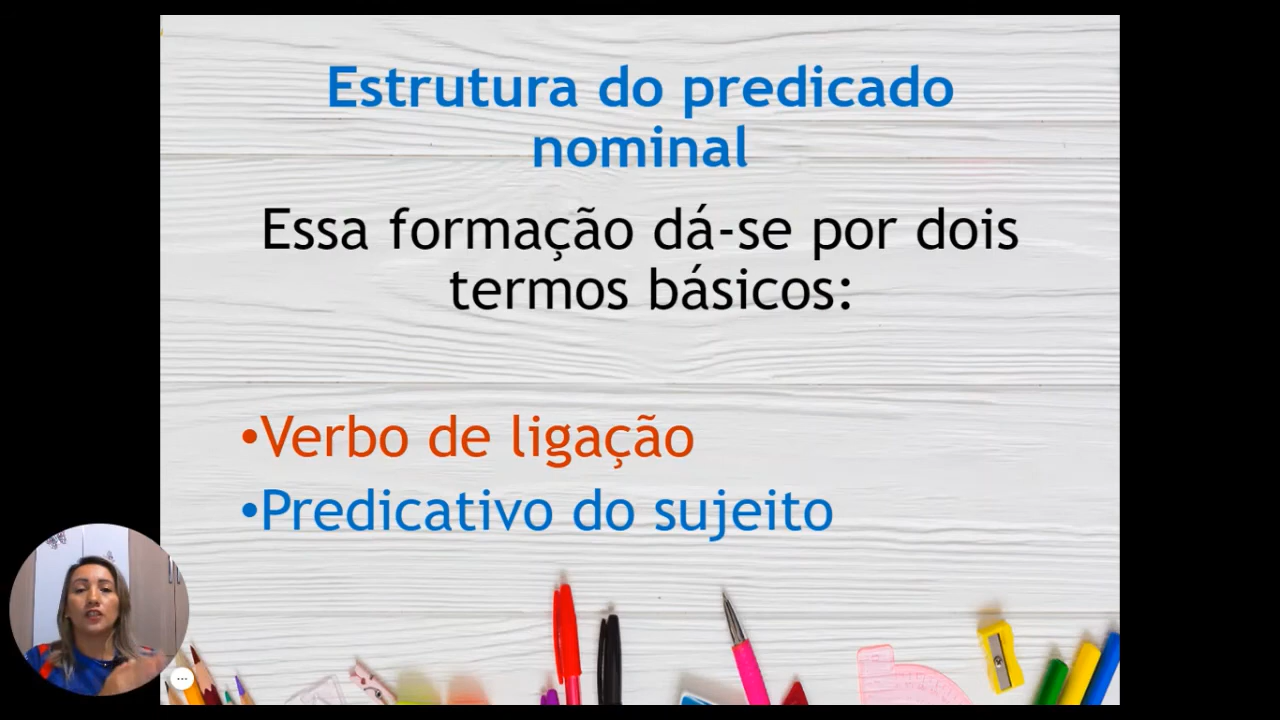 Estrutura do predicado
nominal
Essa formação dá-se por dois
termos básicos:
•Verbo de ligação
•Predicativo do sujeito